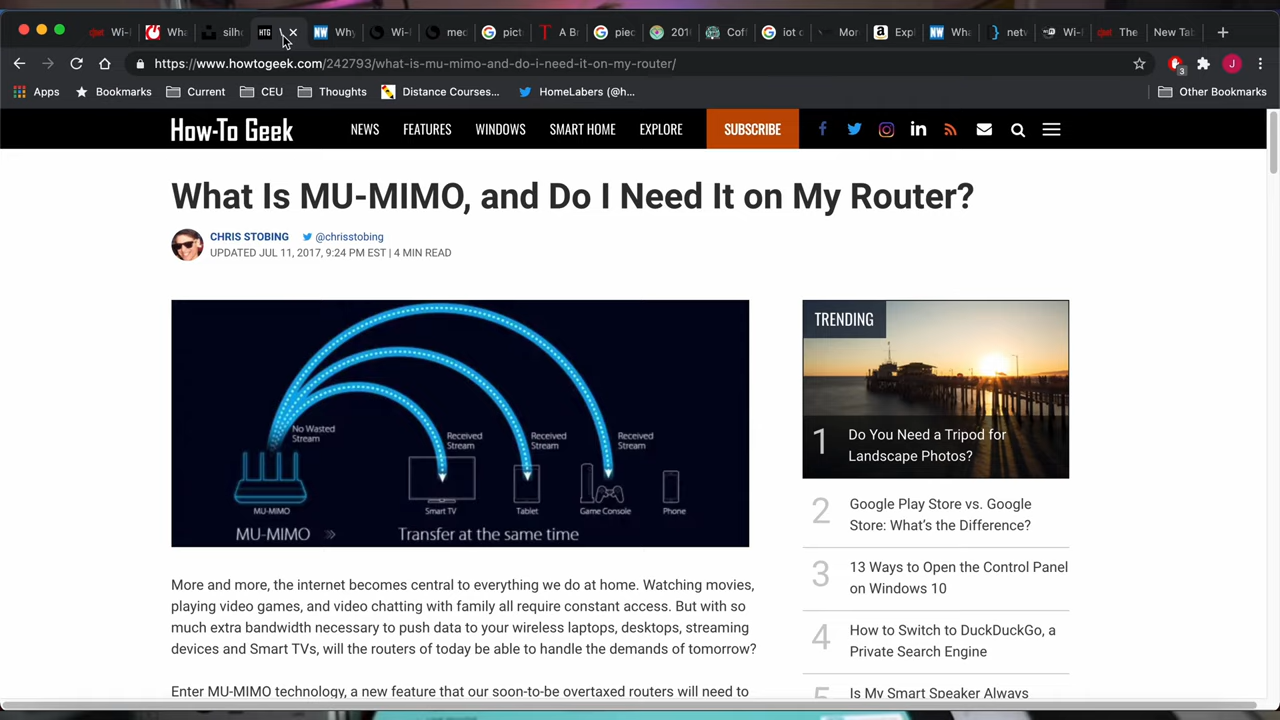 Wi-
Wha
silh
HTG
NW Why
Wi-
med
pict
A B
piec
201
Cof
iot c
Mor
a Exp
NW Wha
netv
Wi-
The
New Tab
https://www.howtogeek.com/242793/what-is-mu-mimo-and-do-i-need-it-on-my-router/
3
J
Apps
Bookmarks
Current
CEU
Thoughts
Distance Courses...
HomeLabers (@h...
Other Bookmarks
How-To Geek
NEWS
FEATURES
WINDOWS
SMART HOME
EXPLORE
SUBSCRIBE
What Is MU-MIMO, and Do I Need It on My Router?
CHRIS STOBING @chrisstobing
UPDATED JUL 11, 2017, 9:24 PM EST | 4 MIN READ
No Wasted
Stream
Received
Stream
Received
Stream
Received
Stream
MU-MIMO
Smart TV
Tablet
Game Console
Phone
MU-MIMO
Transfer at the same time
More and more, the internet becomes central to everything we do at home. Watching movies,
playing video games, and video chatting with family all require constant access. But with so
much extra bandwidth necessary to push data to your wireless laptops, desktops, streaming
devices and Smart TVs, will the routers of today be able to handle the demands of tomorrow?
Enter MU-MIMO technology, a new feature that our soon-to-be overtaxed routers will need to
TRENDING
1
Do You Need a Tripod for
Landscape Photos?
2
Google Play Store vs. Google
Store: What's the Difference?
3
13 Ways to Open the Control Panel
on Windows 10
4
How to Switch to DuckDuckGo, a
Private Search Engine
5
Is My Smart Speaker Always